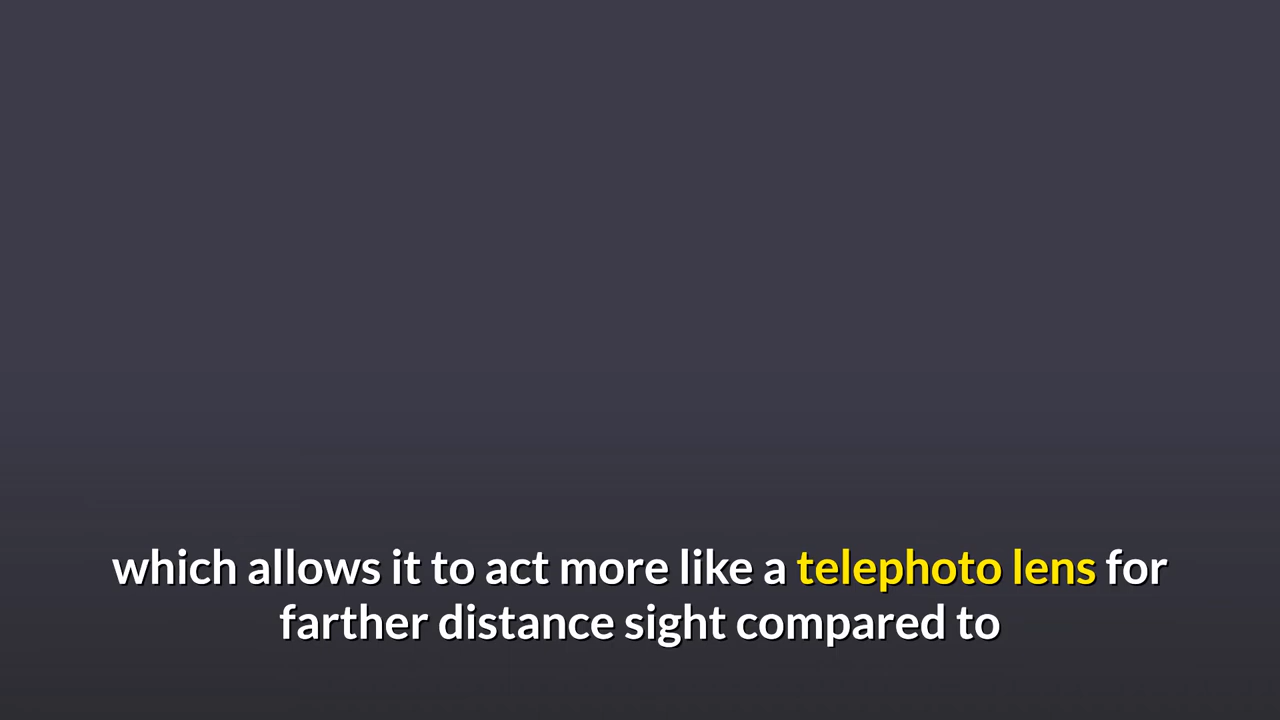 which allows it to act more like a telephoto lens for
farther distance sight compared to